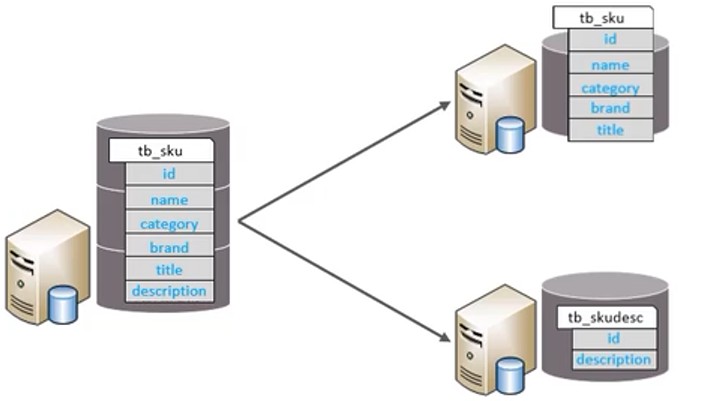 tb_sku
id
name
category
brand
title
description
tb_sku
id
name
category
brand
title
tb_skudesc
id
description